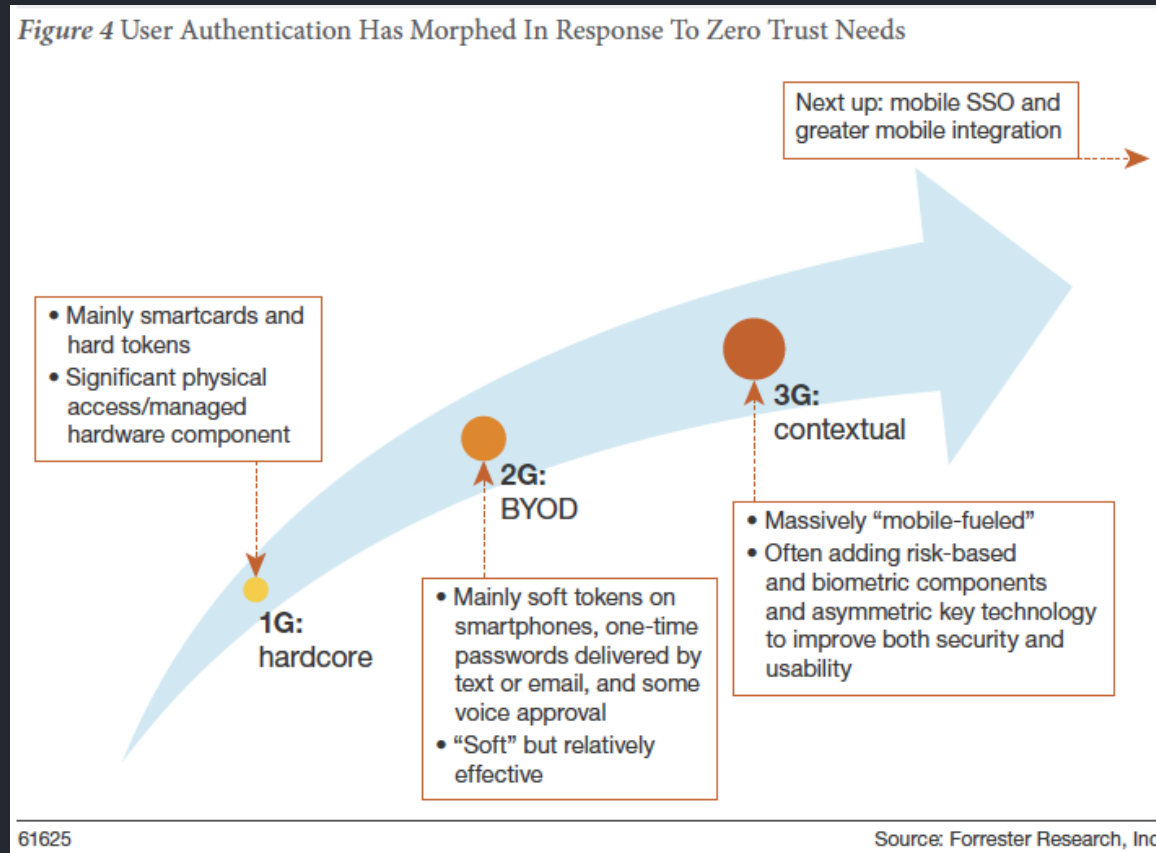 Figure 4 User Authentication Has Morphed In Response To Zero Trust Needs
Next up: mobile SSO and
greater mobile integration
• Mainly smartcards and
hard tokens
• Significant physical
access/managed
hardware component
1G:
hardcore
2G:
BYOD
• Mainly soft tokens on
smartphones, one-time
passwords delivered by
text or email, and some
voice approval
• “Soft” but relatively
effective
3G:
contextual
• Massively “mobile-fueled”
• Often adding risk-based
and biometric components
and asymmetric key technology
to improve both security and
usability
61625
Source: Forrester Research, Inc